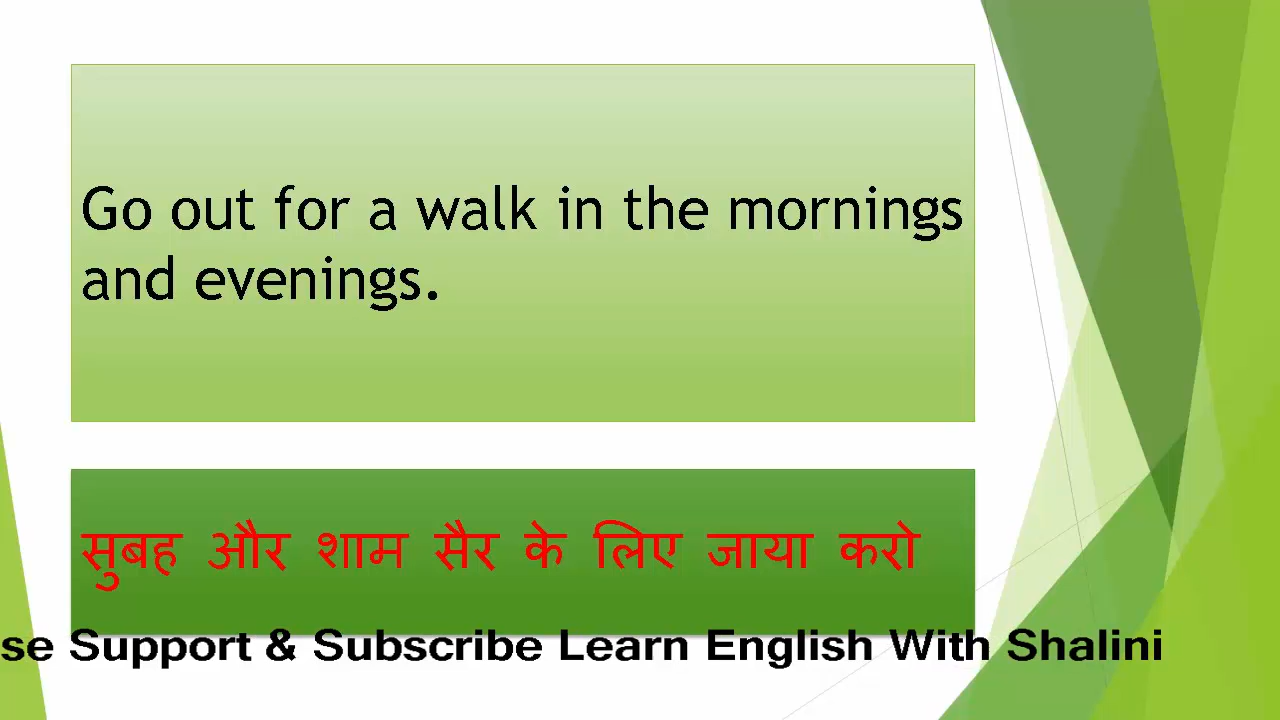 Go out for a walk in the mornings
and evenings.
सुबह और शाम सैर के लिए जाया करो
se Support & Subscribe Learn English With Shalini